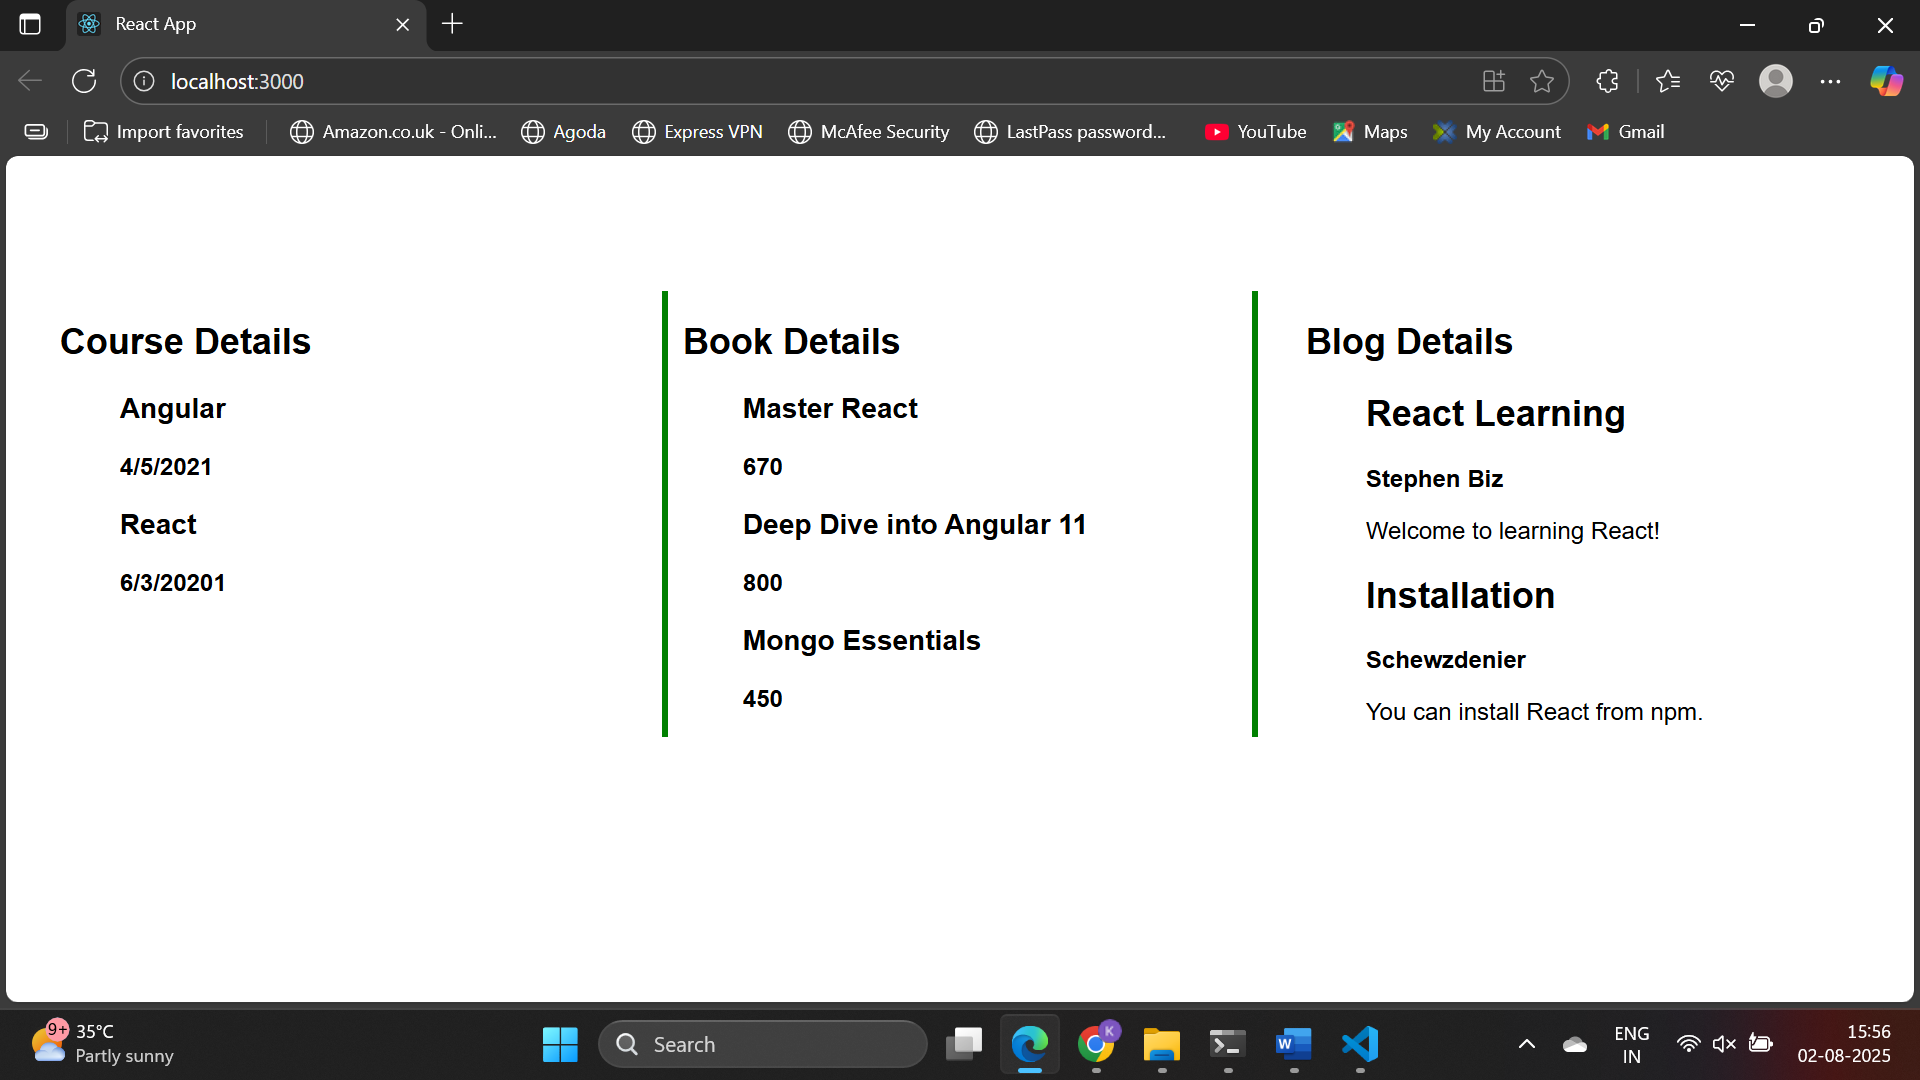 React App
localhost:3000
Import favorites
Amazon.co.uk - Onli...
Agoda
Express VPN
McAfee Security
LastPass password...
YouTube
Maps
My Account
Gmail
Course Details
Angular
4/5/2021
React
6/3/20201
Book Details
Master React
670
Deep Dive into Angular 11
800
Mongo Essentials
450
Blog Details
React Learning
Stephen Biz
Welcome to learning React!
Installation
Schewzdenier
You can install React from npm.
9+
35°C
Partly sunny
Search
K
W
ENG
IN
15:56
02-08-2025